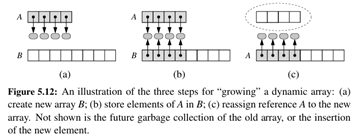 A
A
B
B
A
(a)
(b)
(c)
Figure 5.12: An illustration of the three steps for “growing” a dynamic array: (a)
create new array B; (b) store elements of A in B; (c) reassign reference A to the new
array. Not shown is the future garbage collection of the old array, or the insertion
of the new element.